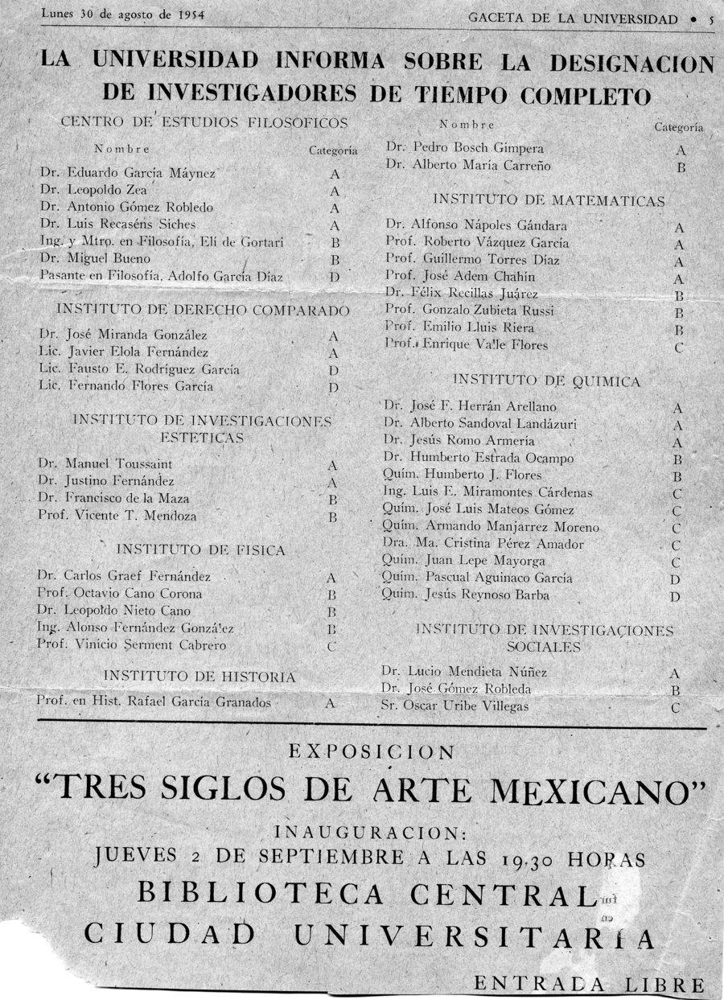 Lunes 30 de agosto de 1954
GACETA DE LA UNIVERSIDAD • 5
LA UNIVERSIDAD INFORMA SOBRE LA DESIGNACION
DE INVESTIGADORES DE TIEMPO COMPLETO
CENTRO DE ESTUDIOS FILOSOFICOS
Nombre Categoría
Dr. Eduardo García Máynez A
Dr. Leopoldo Zea A
Dr. Antonio Gómez Robledo A
Dr. Luis Recaséns Siches A
Ing. y Mtro. en Filosofía, Elí de Gortari B
Dr. Miguel Bueno B
Pasante en Filosofía, Adolfo García Díaz D
INSTITUTO DE DERECHO COMPARADO
Dr. José Miranda González A
Lic. Javier Elola Fernández A
Lic. Fausto E. Rodríguez García D
Lic. Fernando Flores García D
INSTITUTO DE INVESTIGACIONES
ESTETICAS
Dr. Manuel Toussaint A
Dr. Justino Fernández A
Dr. Francisco de la Maza B
Prof. Vicente T. Mendoza B
INSTITUTO DE FISICA
Dr. Carlos Graef Fernández A
Prof. Octavio Cano Corona B
Dr. Leopoldo Nieto Cano B
Ing. Alonso Fernández González B
Prof. Vinicio Serment Cabrero C
INSTITUTO DE HISTORIA
Prof. en Hist. Rafael García Granados A
Nombre Categoría
Dr. Pedro Bosch Gimpera A
Dr. Alberto María Carreño B
INSTITUTO DE MATEMATICAS
Dr. Alfonso Nápoles Gándara A
Prof. Roberto Vázquez García A
Prof. Guillermo Torres Díaz A
Prof. José Adem Chahín A
Dr. Félix Recillas Juárez B
Prof. Gonzalo Zubieta Russi B
Prof. Emilio Lluis Riera B
Prof. Enrique Valle Flores C
INSTITUTO DE QUIMICA
Dr. José F. Herrán Arellano A
Dr. Alberto Sandoval Landázuri A
Dr. Jesús Romo Armería A
Dr. Humberto Estrada Ocampo B
Quím. Humberto J. Flores B
Ing. Luis E. Miramontes Cárdenas C
Quím. José Luis Mateos Gómez C
Quím. Armando Manjarrez Moreno C
Dra. Ma. Cristina Pérez Amador C
Quím. Juan Lepe Mayorga C
Quím. Pascual Aguinaco García D
Quím. Jesús Reynoso Barba D
INSTITUTO DE INVESTIGACIONES
SOCIALES
Dr. Lucio Mendieta Núñez A
Dr. José Gómez Robleda B
Sr. Oscar Uribe Villegas C
EXPOSICION
“TRES SIGLOS DE ARTE MEXICANO”
INAUGURACION:
JUEVES 2 DE SEPTIEMBRE A LAS 19.30 HORAS
BIBLIOTECA CENTRAL
CIUDAD UNIVERSITARIA
ENTRADA LIBRE